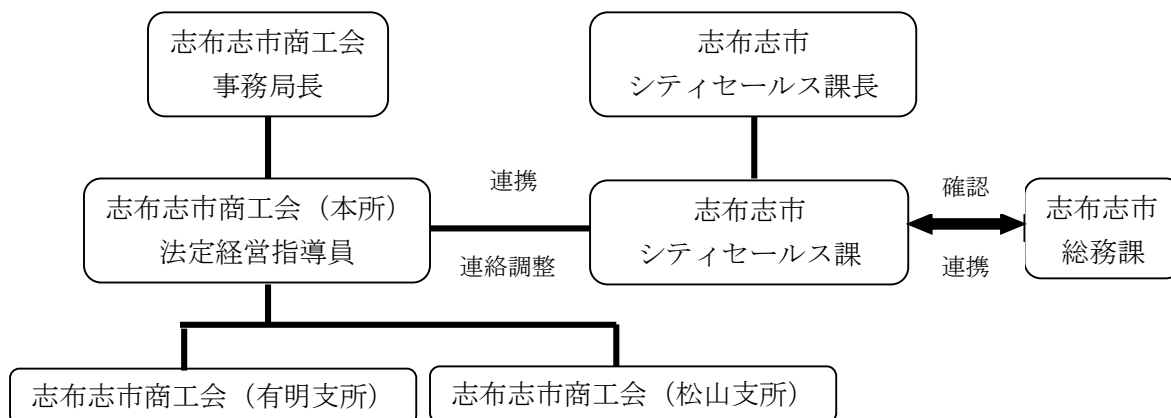 志布志市商工会
事務局長
志布志市
シティセールス課長
志布志市商工会（本所）
法定経営指導員
連携
連絡調整
志布志市
シティセールス課
確認
連携
志布志市
総務課
志布志市商工会（有明支所）
志布志市商工会（松山支所）